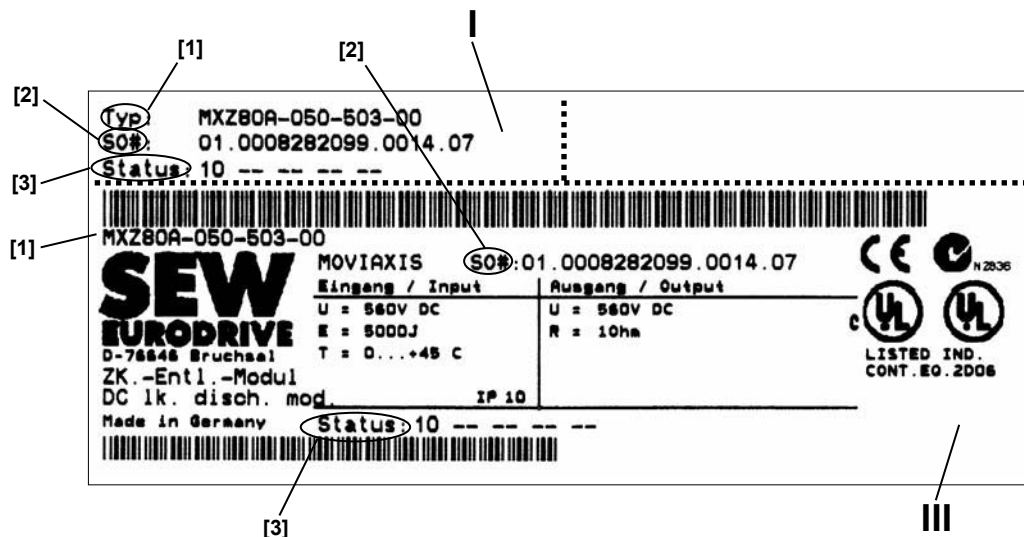 I
[1]
[2]
[2]
Typ: MXZ80A-050-503-00
SO#: 01.0008282099.0014.07
[3]
Status: 10 -- -- -- --
[2]
[1]
MXZ80A-050-503-00
MOVIAXIS SO#:01.0008282099.0014.07
CE
N2836
SEW
EURODRIVE
D-76646 Bruchsal
Eingang / Input
Ausgang / Output
U = 560V DC
U = 560V DC
E = 5000J
R = 1Ohm
T = 0...+45 C
C UL UL
LISTED IND.
CONT.EQ.2D06
ZK.-Entl.-Modul
DC lk. disch. mod.
IP 10
Made in Germany
Status: 10 -- -- -- --
[3]
III